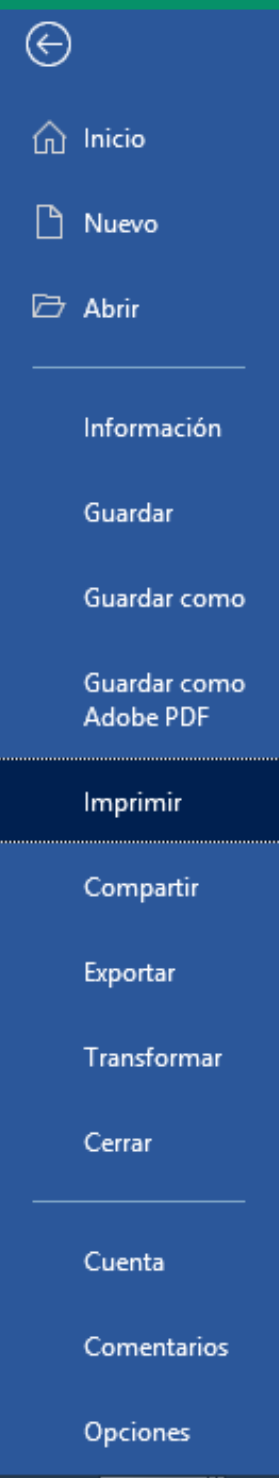 Inicio
Nuevo
Abrir
Información
Guardar
Guardar como
Guardar como
Adobe PDF
Imprimir
Compartir
Exportar
Transformar
Cerrar
Cuenta
Comentarios
Opciones